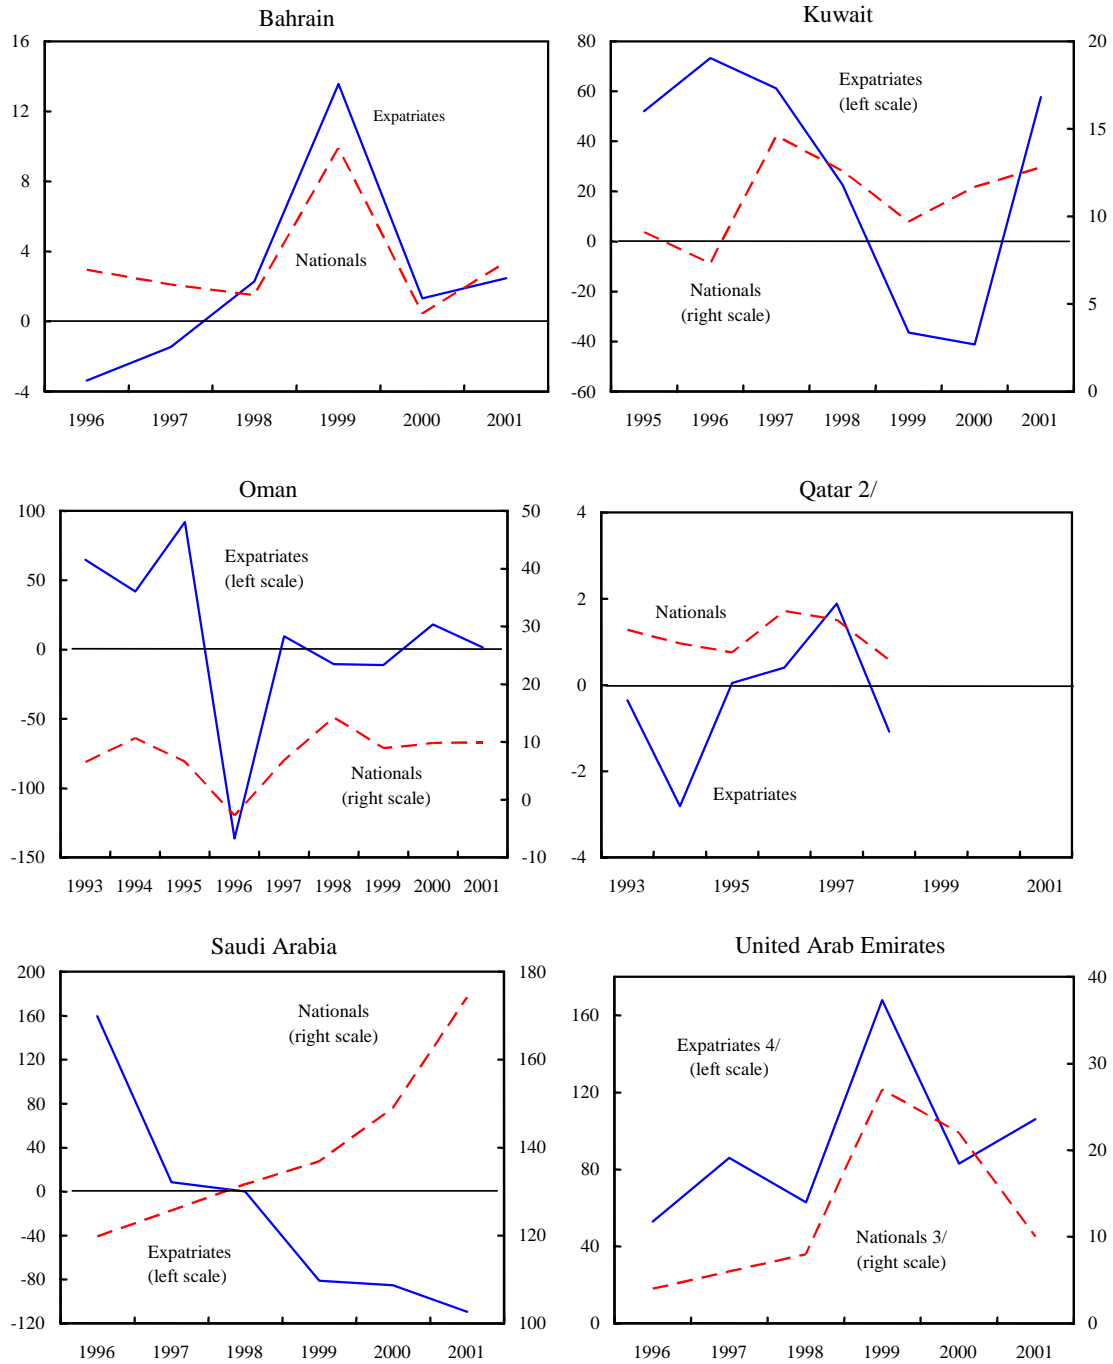 Bahrain
16
12
8
4
0
-4
Expatriates
Nationals
1996 1997 1998 1999 2000 2001
Kuwait
80
60
40
20
0
-20
-40
-60
20
15
10
5
0
Expatriates
(left scale)
Nationals
(right scale)
1995 1996 1997 1998 1999 2000 2001
Oman
100
50
0
-50
-100
-150
50
40
30
20
10
0
-10
Expatriates
(left scale)
Nationals
(right scale)
1993 1994 1995 1996 1997 1998 1999 2000 2001
Qatar 2/
4
2
0
-2
-4
Nationals
Expatriates
1993 1995 1997 1999 2001
Saudi Arabia
200
160
120
80
40
0
-40
-80
-120
180
160
140
120
100
Nationals
(right scale)
Expatriates
(left scale)
1996 1997 1998 1999 2000 2001
United Arab Emirates
160
120
80
40
0
40
30
20
10
0
Expatriates 4/
(left scale)
Nationals 3/
(right scale)
1996 1997 1998 1999 2000 2001